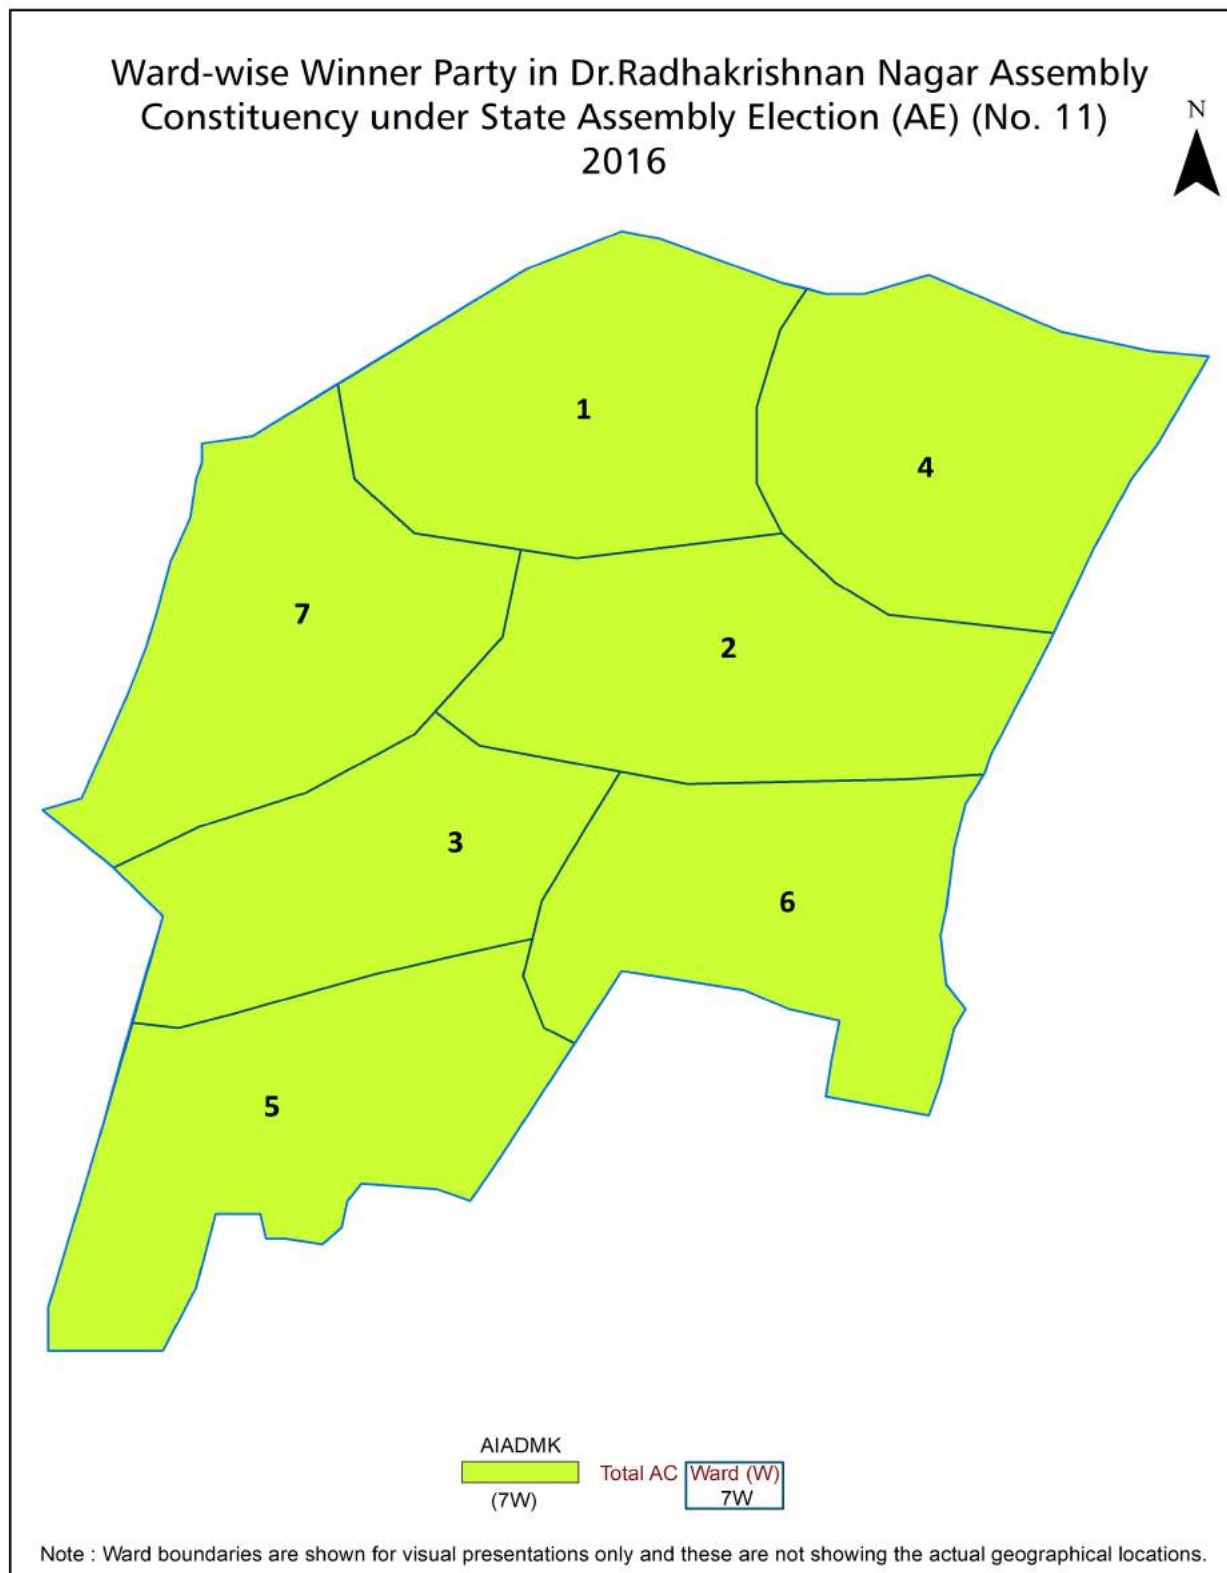 Ward-wise Winner Party in Dr.Radhakrishnan Nagar Assembly
Constituency under State Assembly Election (AE) (No. 11)
2016
N
1
4
7
2
3
6
5
AIADMK
(7W)
Total AC
Ward (W)
7W
Note : Ward boundaries are shown for visual presentations only and these are not showing the actual geographical locations.